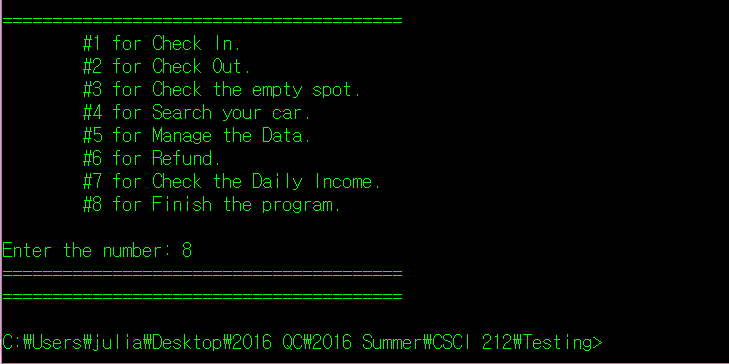 ========================================
#1 for Check In.
#2 for Check Out.
#3 for Check the empty spot.
#4 for Search your car.
#5 for Manage the Data.
#6 for Refund.
#7 for Check the Daily Income.
#8 for Finish the program.
Enter the number: 8
========================================
========================================
C:₩Users₩julia₩Desktop₩2016 QC₩2016 Summer₩CSCI 212₩Testing>